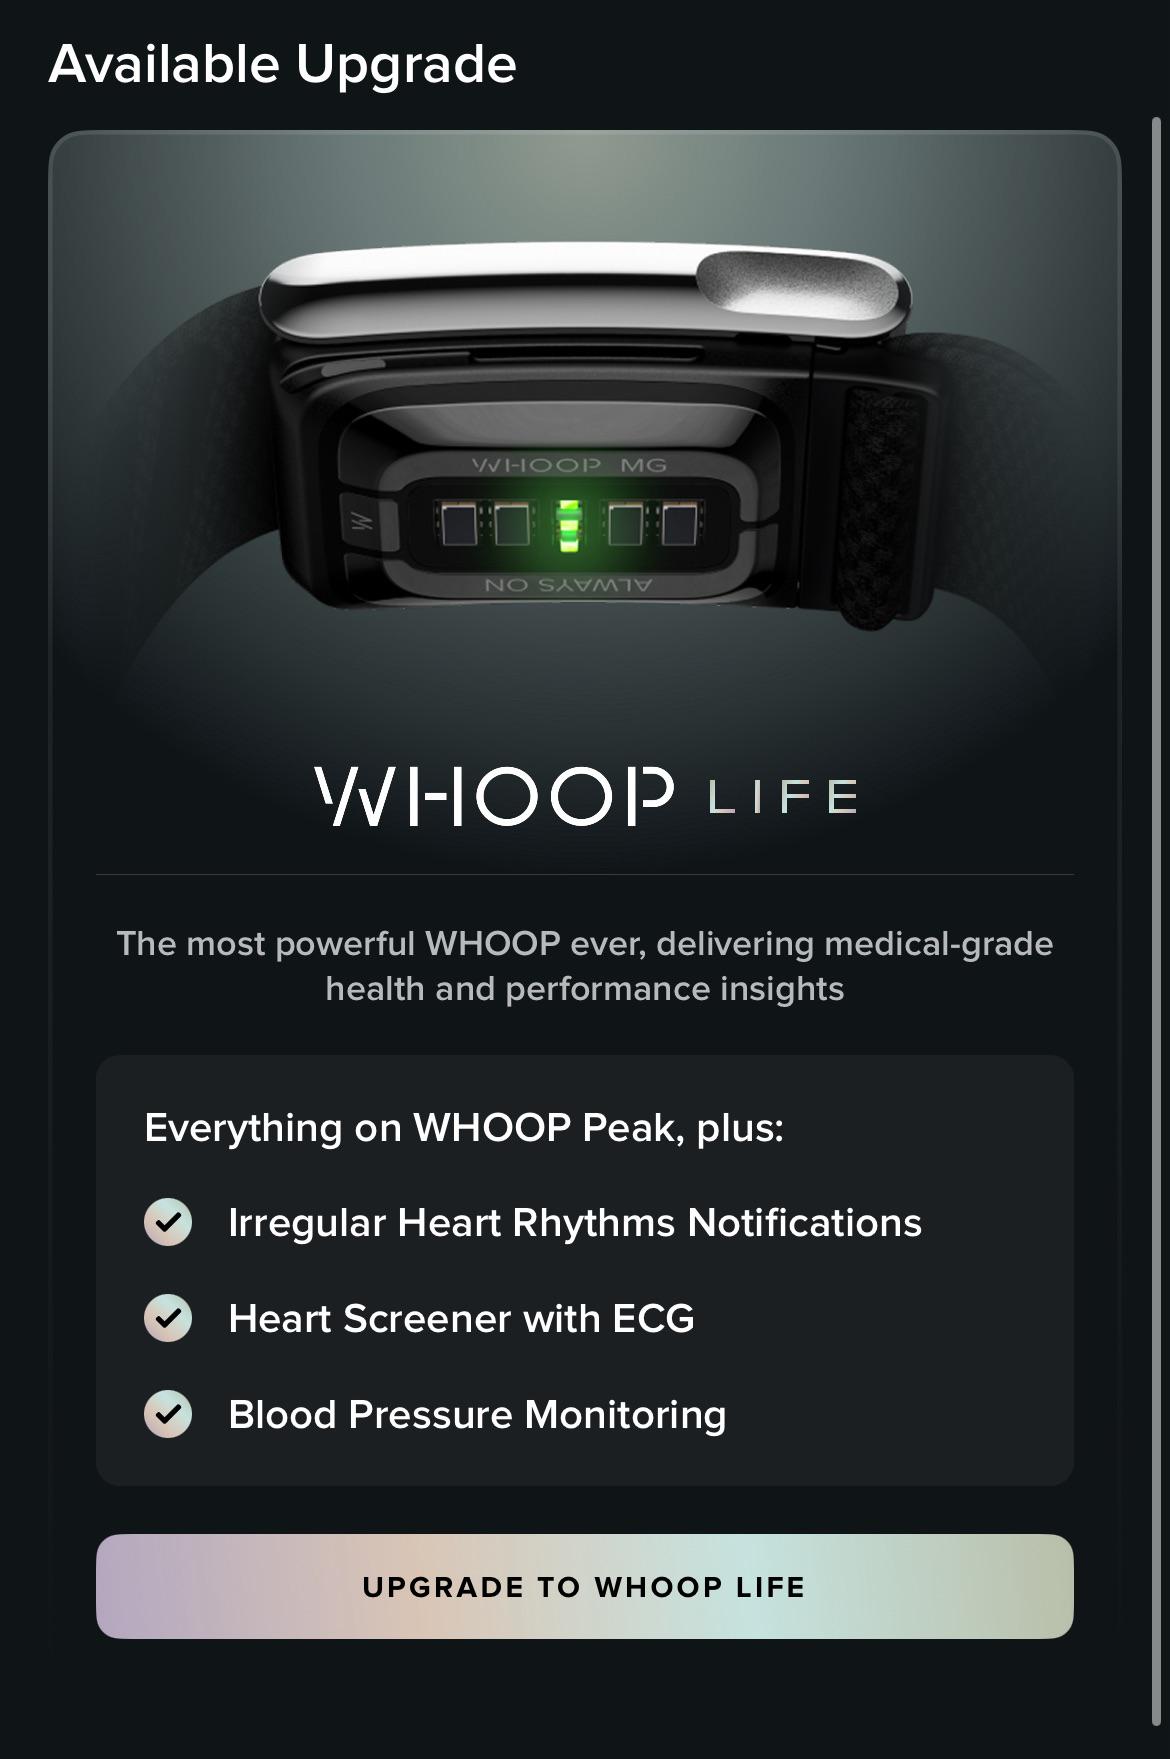 Available Upgrade
WHOOP MG
W
ALWAYS ON
WHOOP LIFE
The most powerful WHOOP ever, delivering medical-grade
health and performance insights
Everything on WHOOP Peak, plus:
Irregular Heart Rhythms Notifications
Heart Screener with ECG
Blood Pressure Monitoring
UPGRADE TO WHOOP LIFE